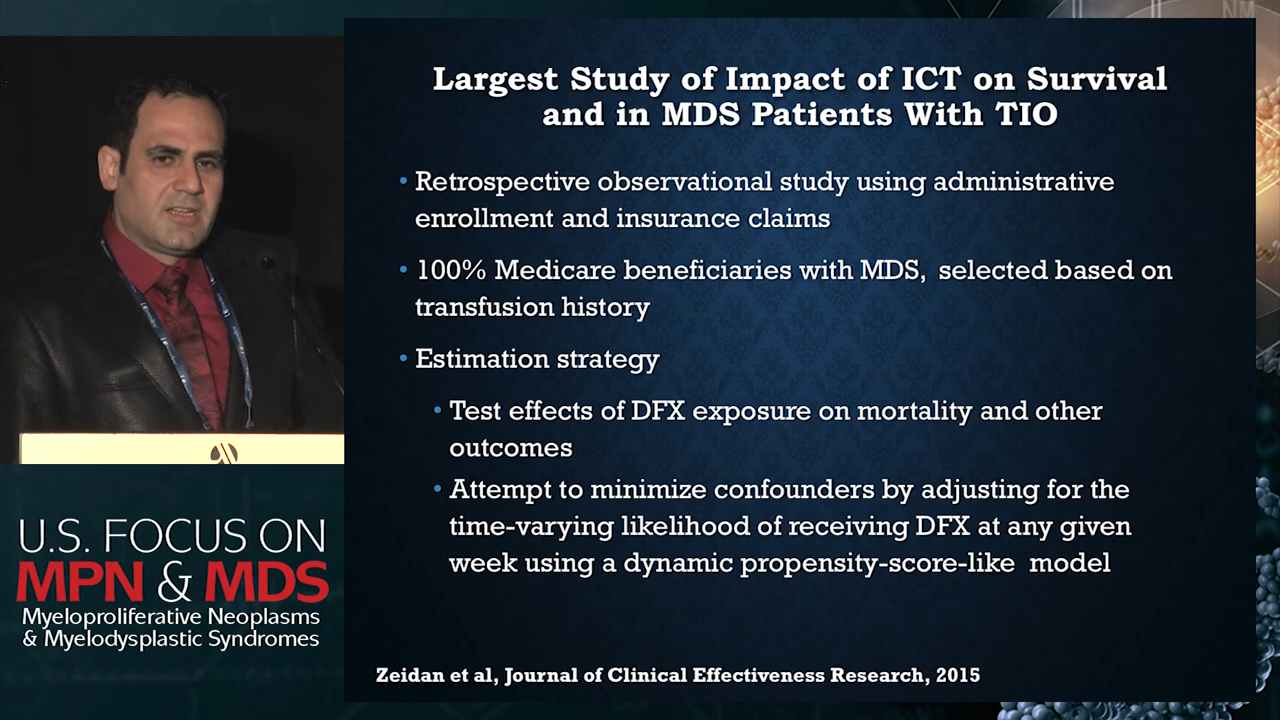 NM
Largest Study of Impact of ICT on Survival
and in MDS Patients With TIO
• Retrospective observational study using administrative
enrollment and insurance claims
• 100% Medicare beneficiaries with MDS, selected based on
transfusion history
• Estimation strategy
• Test effects of DFX exposure on mortality and other
outcomes
• Attempt to minimize confounders by adjusting for the
time-varying likelihood of receiving DFX at any given
week using a dynamic propensity-score-like model
Zeidan et al, Journal of Clinical Effectiveness Research, 2015
U.S. FOCUS ON
MPN & MDS
Myeloproliferative Neoplasms
& Myelodysplastic Syndromes